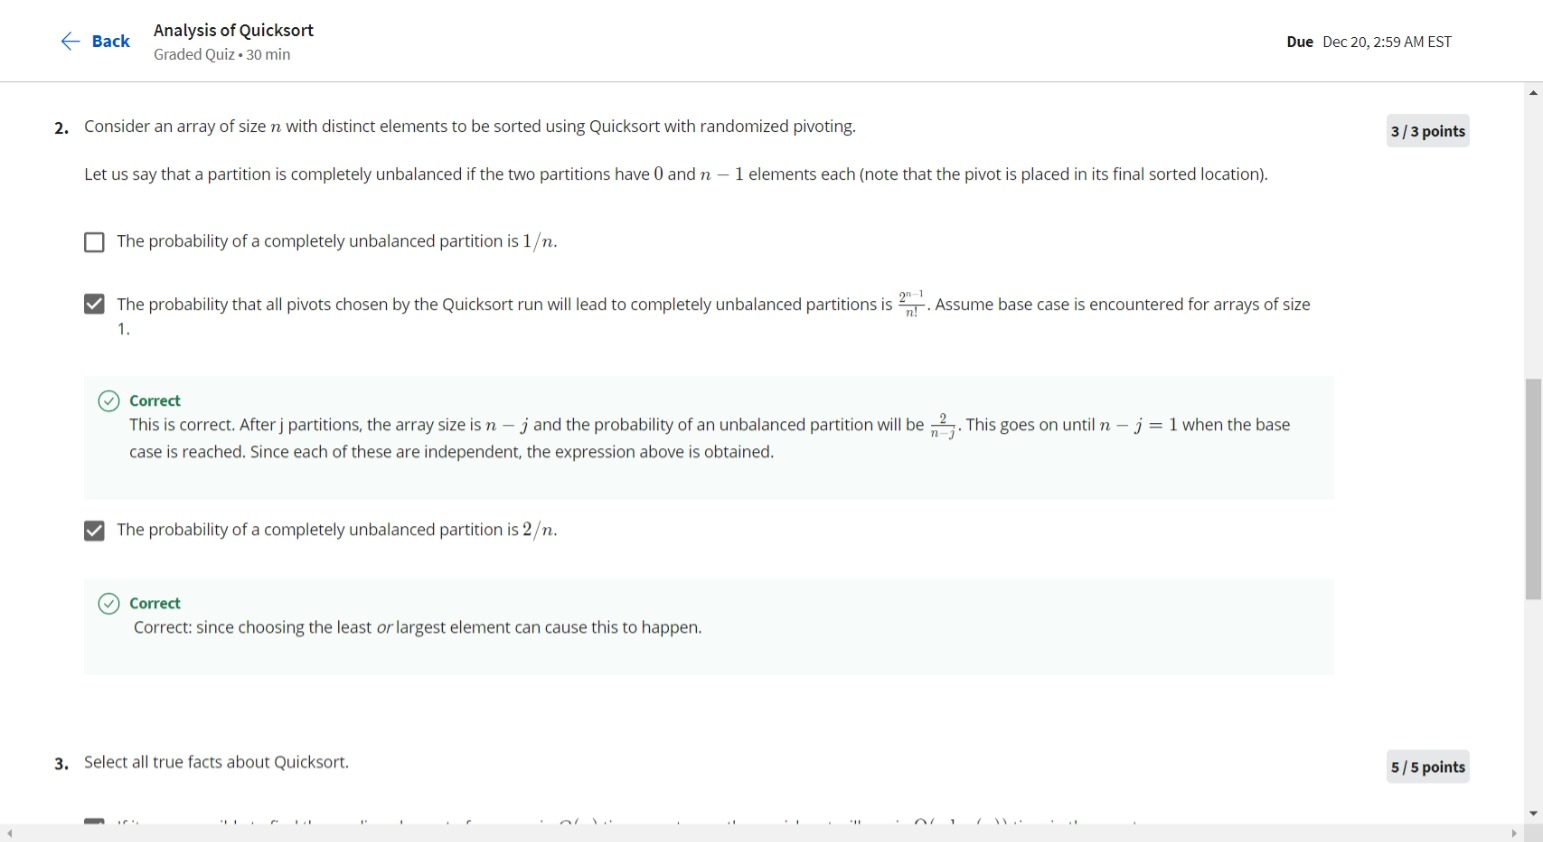 Back
Analysis of Quicksort
Graded Quiz • 30 min
Due Dec 20, 2:59 AM EST
2. Consider an array of size n with distinct elements to be sorted using Quicksort with randomized pivoting.
3 / 3 points
Let us say that a partition is completely unbalanced if the two partitions have 0 and n − 1 elements each (note that the pivot is placed in its final sorted location).
The probability of a completely unbalanced partition is 1/n.
The probability that all pivots chosen by the Quicksort run will lead to completely unbalanced partitions is 2^{n−1}/n!. Assume base case is encountered for arrays of size
1.
Correct
This is correct. After j partitions, the array size is n − j and the probability of an unbalanced partition will be 2/(n−j). This goes on until n − j = 1 when the base
case is reached. Since each of these are independent, the expression above is obtained.
The probability of a completely unbalanced partition is 2/n.
Correct
Correct: since choosing the least or largest element can cause this to happen.
3. Select all true facts about Quicksort.
5 / 5 points